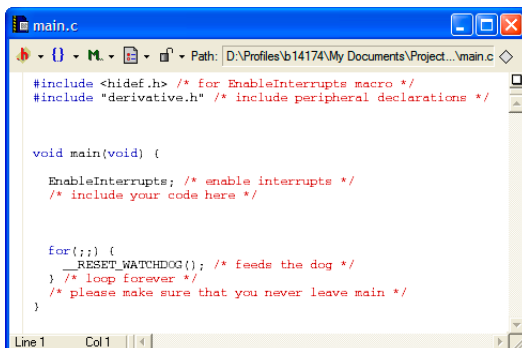 main.c
{} M. Path: D:\Profiles\b14174\My Documents\Project...\main.c
#include <hidef.h> /* for EnableInterrupts macro */
#include "derivative.h" /* include peripheral declarations */
void main(void) {
EnableInterrupts; /* enable interrupts */
/* include your code here */
for(;;) {
__RESET_WATCHDOG(); /* feeds the dog */
} /* loop forever */
/* please make sure that you never leave main */
}
Line 1 Col 1